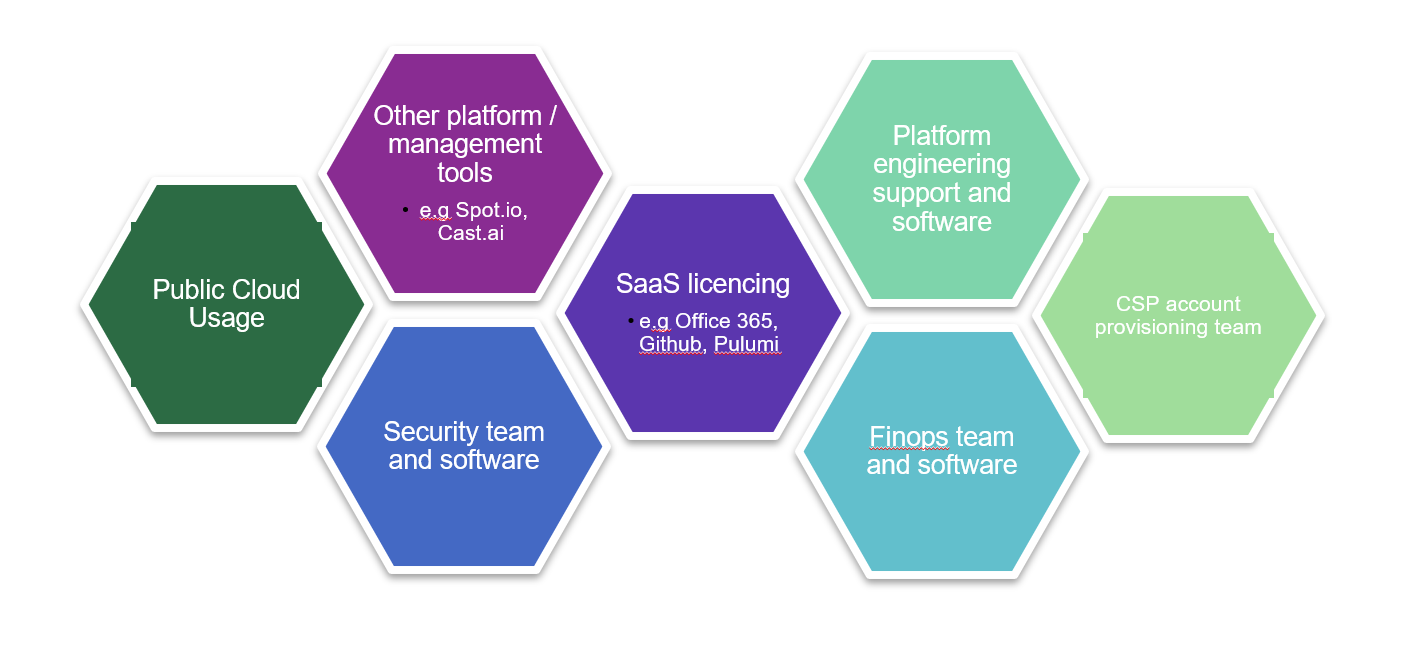 Public Cloud
Usage
Other platform /
management
tools
• e.g Spot.io,
Cast.ai
Security team
and software
SaaS licencing
• e.g Office 365,
Github, Pulumi
Platform
engineering
support and
software
Finops team
and software
CSP account
provisioning team